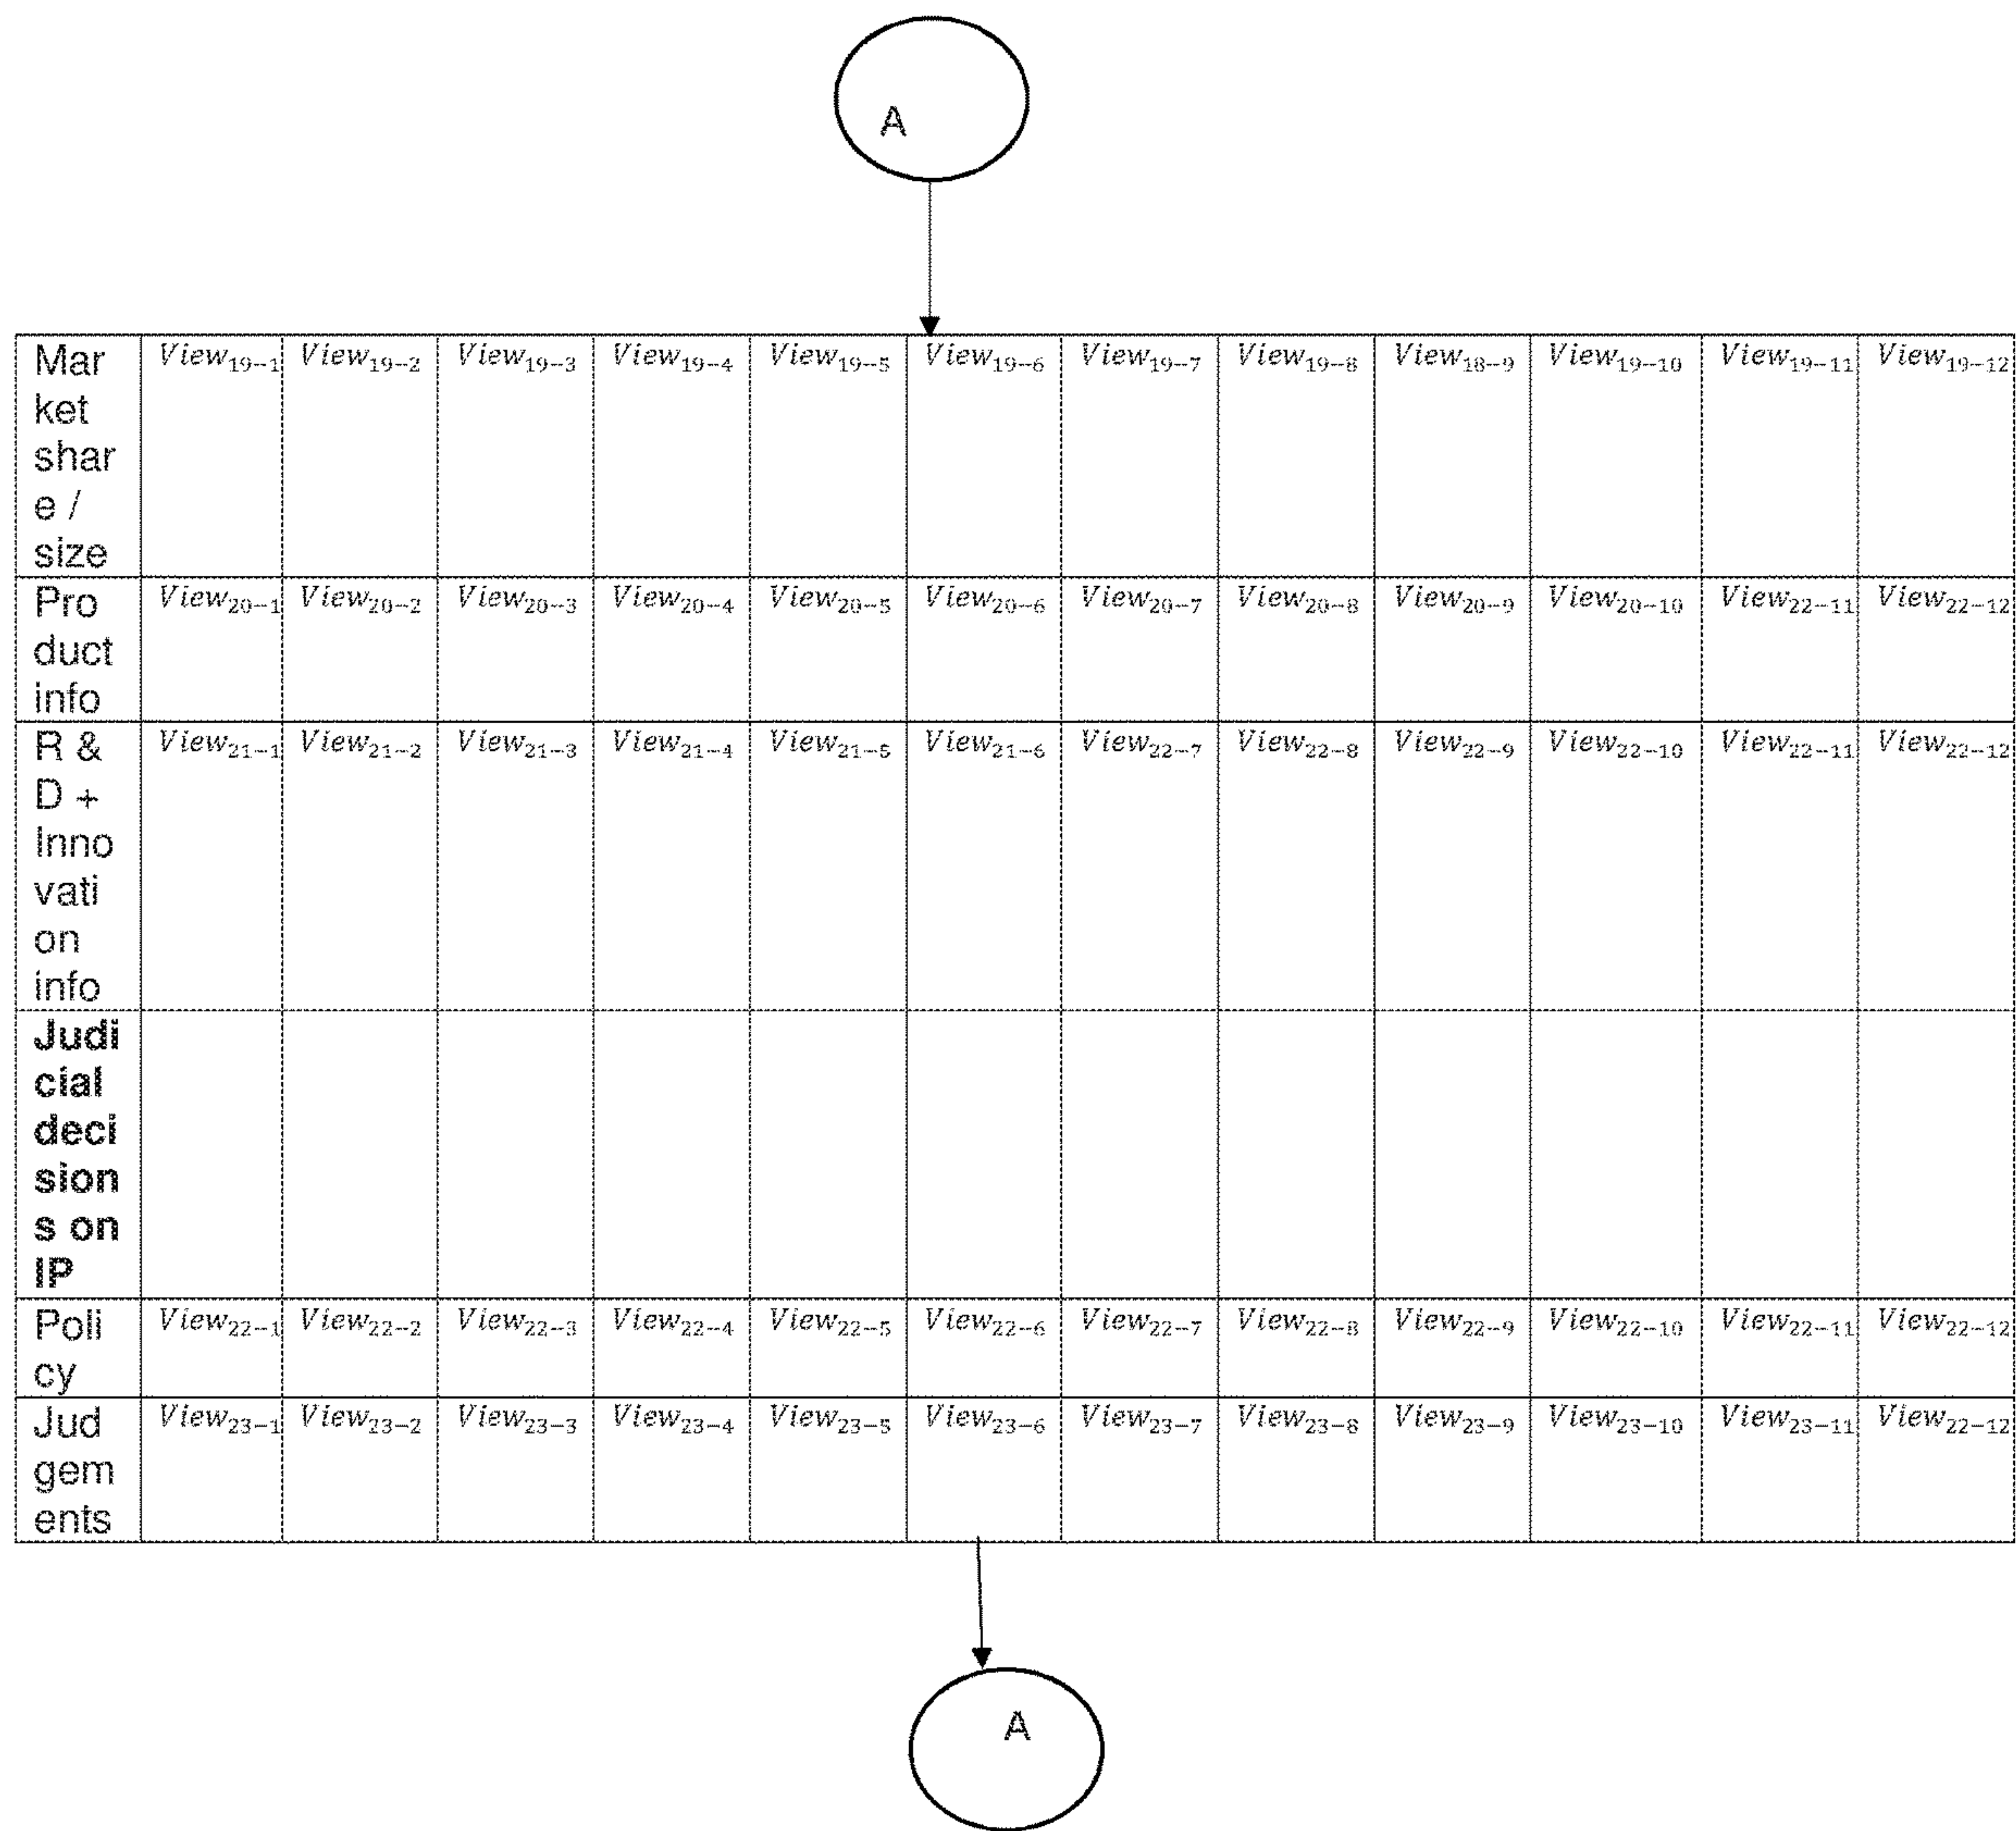 A
Mar View₁₉₋₁ View₁₉₋₂ View₁₉₋₃ View₁₉₋₄ View₁₉₋₅ View₁₉₋₆ View₁₉₋₇ View₁₉₋₈ View₁₈₋₉ View₁₉₋₁₀ View₁₉₋₁₁ View₁₉₋₁₂
ket
shar
e /
size
Pro View₂₀₋₁ View₂₀₋₂ View₂₀₋₃ View₂₀₋₄ View₂₀₋₅ View₂₀₋₆ View₂₀₋₇ View₂₀₋₈ View₂₀₋₉ View₂₀₋₁₀ View₂₂₋₁₁ View₂₂₋₁₂
duct
info
R & View₂₁₋₁ View₂₁₋₂ View₂₁₋₃ View₂₁₋₄ View₂₁₋₅ View₂₁₋₆ View₂₂₋₇ View₂₂₋₈ View₂₂₋₉ View₂₂₋₁₀ View₂₂₋₁₁ View₂₂₋₁₂
D +
Inno
vati
on
info
Judi
cial
deci
sion
s on
IP
Poli View₂₂₋₁ View₂₂₋₂ View₂₂₋₃ View₂₂₋₄ View₂₂₋₅ View₂₂₋₆ View₂₂₋₇ View₂₂₋₈ View₂₂₋₉ View₂₂₋₁₀ View₂₂₋₁₁ View₂₂₋₁₂
cy
Jud View₂₃₋₁ View₂₃₋₂ View₂₃₋₃ View₂₃₋₄ View₂₃₋₅ View₂₃₋₆ View₂₃₋₇ View₂₃₋₈ View₂₃₋₉ View₂₃₋₁₀ View₂₃₋₁₁ View₂₂₋₁₂
gem
ents
A